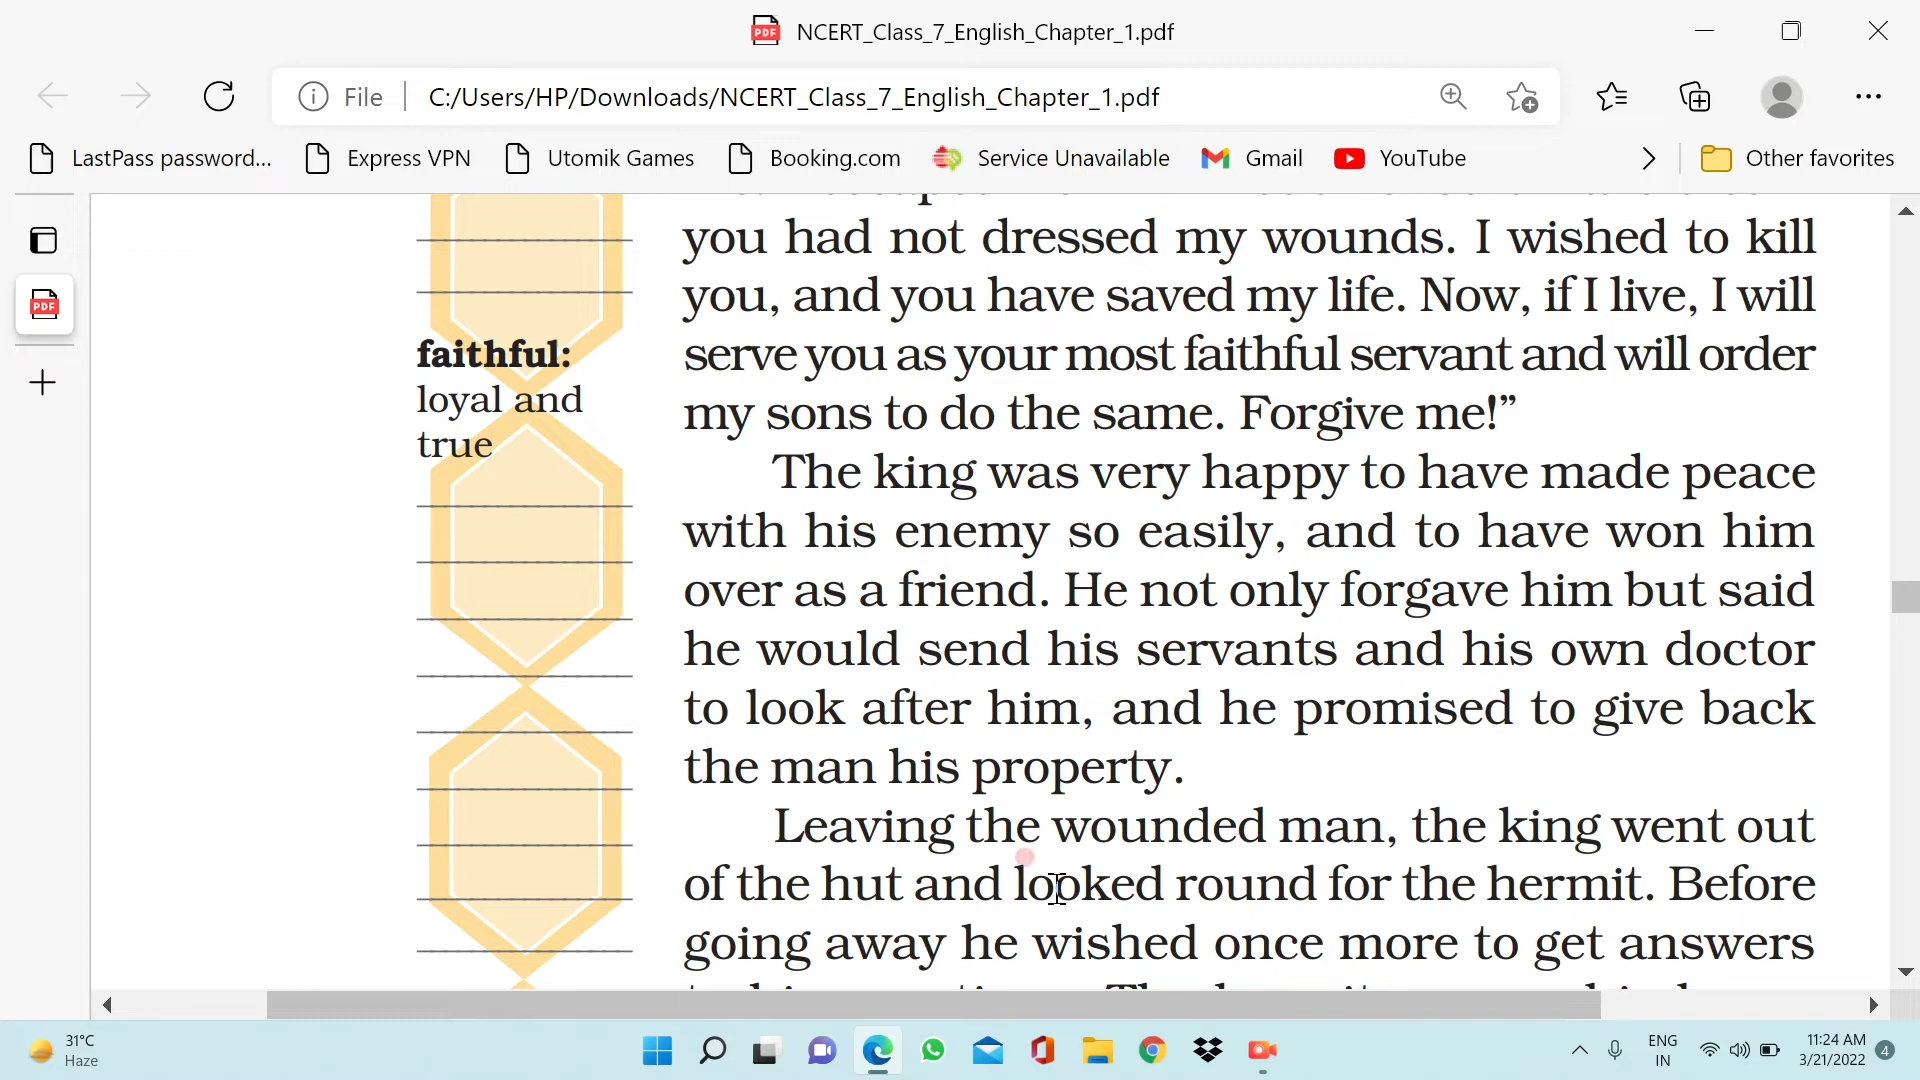 NCERT_Class_7_English_Chapter_1.pdf
File C:/Users/HP/Downloads/NCERT_Class_7_English_Chapter_1.pdf
LastPass password... Express VPN Utomik Games Booking.com Service Unavailable Gmail YouTube Other favorites
you had not dressed my wounds. I wished to kill
you, and you have saved my life. Now, if I live, I will
serve you as your most faithful servant and will order
my sons to do the same. Forgive me!”
faithful:
loyal and
true
The king was very happy to have made peace
with his enemy so easily, and to have won him
over as a friend. He not only forgave him but said
he would send his servants and his own doctor
to look after him, and he promised to give back
the man his property.
Leaving the wounded man, the king went out
of the hut and looked round for the hermit. Before
going away he wished once more to get answers
31°C
Haze
ENG
IN
11:24 AM
3/21/2022
4
PDF
PDF